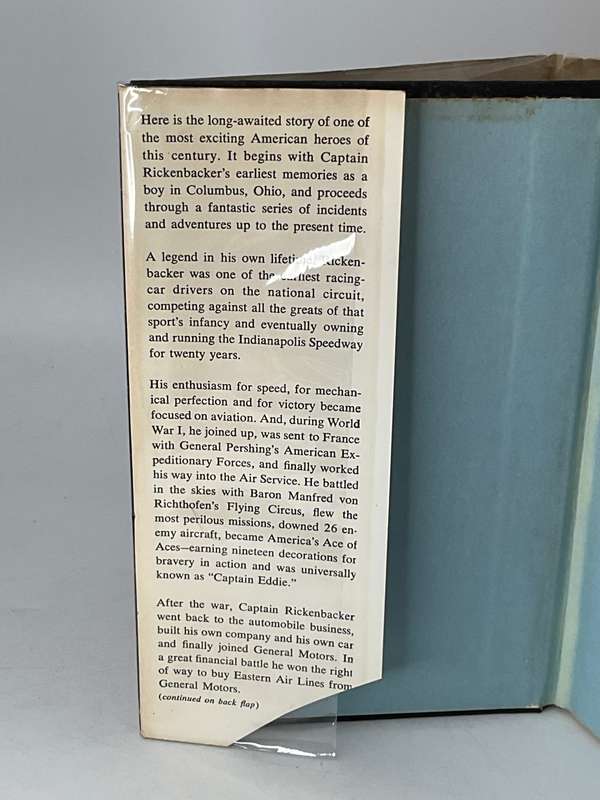 Here is the long-awaited story of one of
the most exciting American heroes of
this century. It begins with Captain
Rickenbacker's earliest memories as a
boy in Columbus, Ohio, and proceeds
through a fantastic series of incidents
and adventures up to the present time.
A legend in his own lifetime, Ricken-
backer was one of the earliest racing-
car drivers on the national circuit,
competing against all the greats of that
sport's infancy and eventually owning
and running the Indianapolis Speedway
for twenty years.
His enthusiasm for speed, for mechan-
ical perfection and for victory became
focused on aviation. And, during World
War I, he joined up, was sent to France
with General Pershing's American Ex-
peditionary Forces, and finally worked
his way into the Air Service. He battled
in the skies with Baron Manfred von
Richthofen's Flying Circus, flew the
most perilous missions, downed 26 en-
emy aircraft, became America's Ace of
Aces—earning nineteen decorations for
bravery in action and was universally
known as "Captain Eddie."
After the war, Captain Rickenbacker
went back to the automobile business,
built his own company and his own car
and finally joined General Motors. In
a great financial battle he won the right
of way to buy Eastern Air Lines from
General Motors.
(continued on back flap)